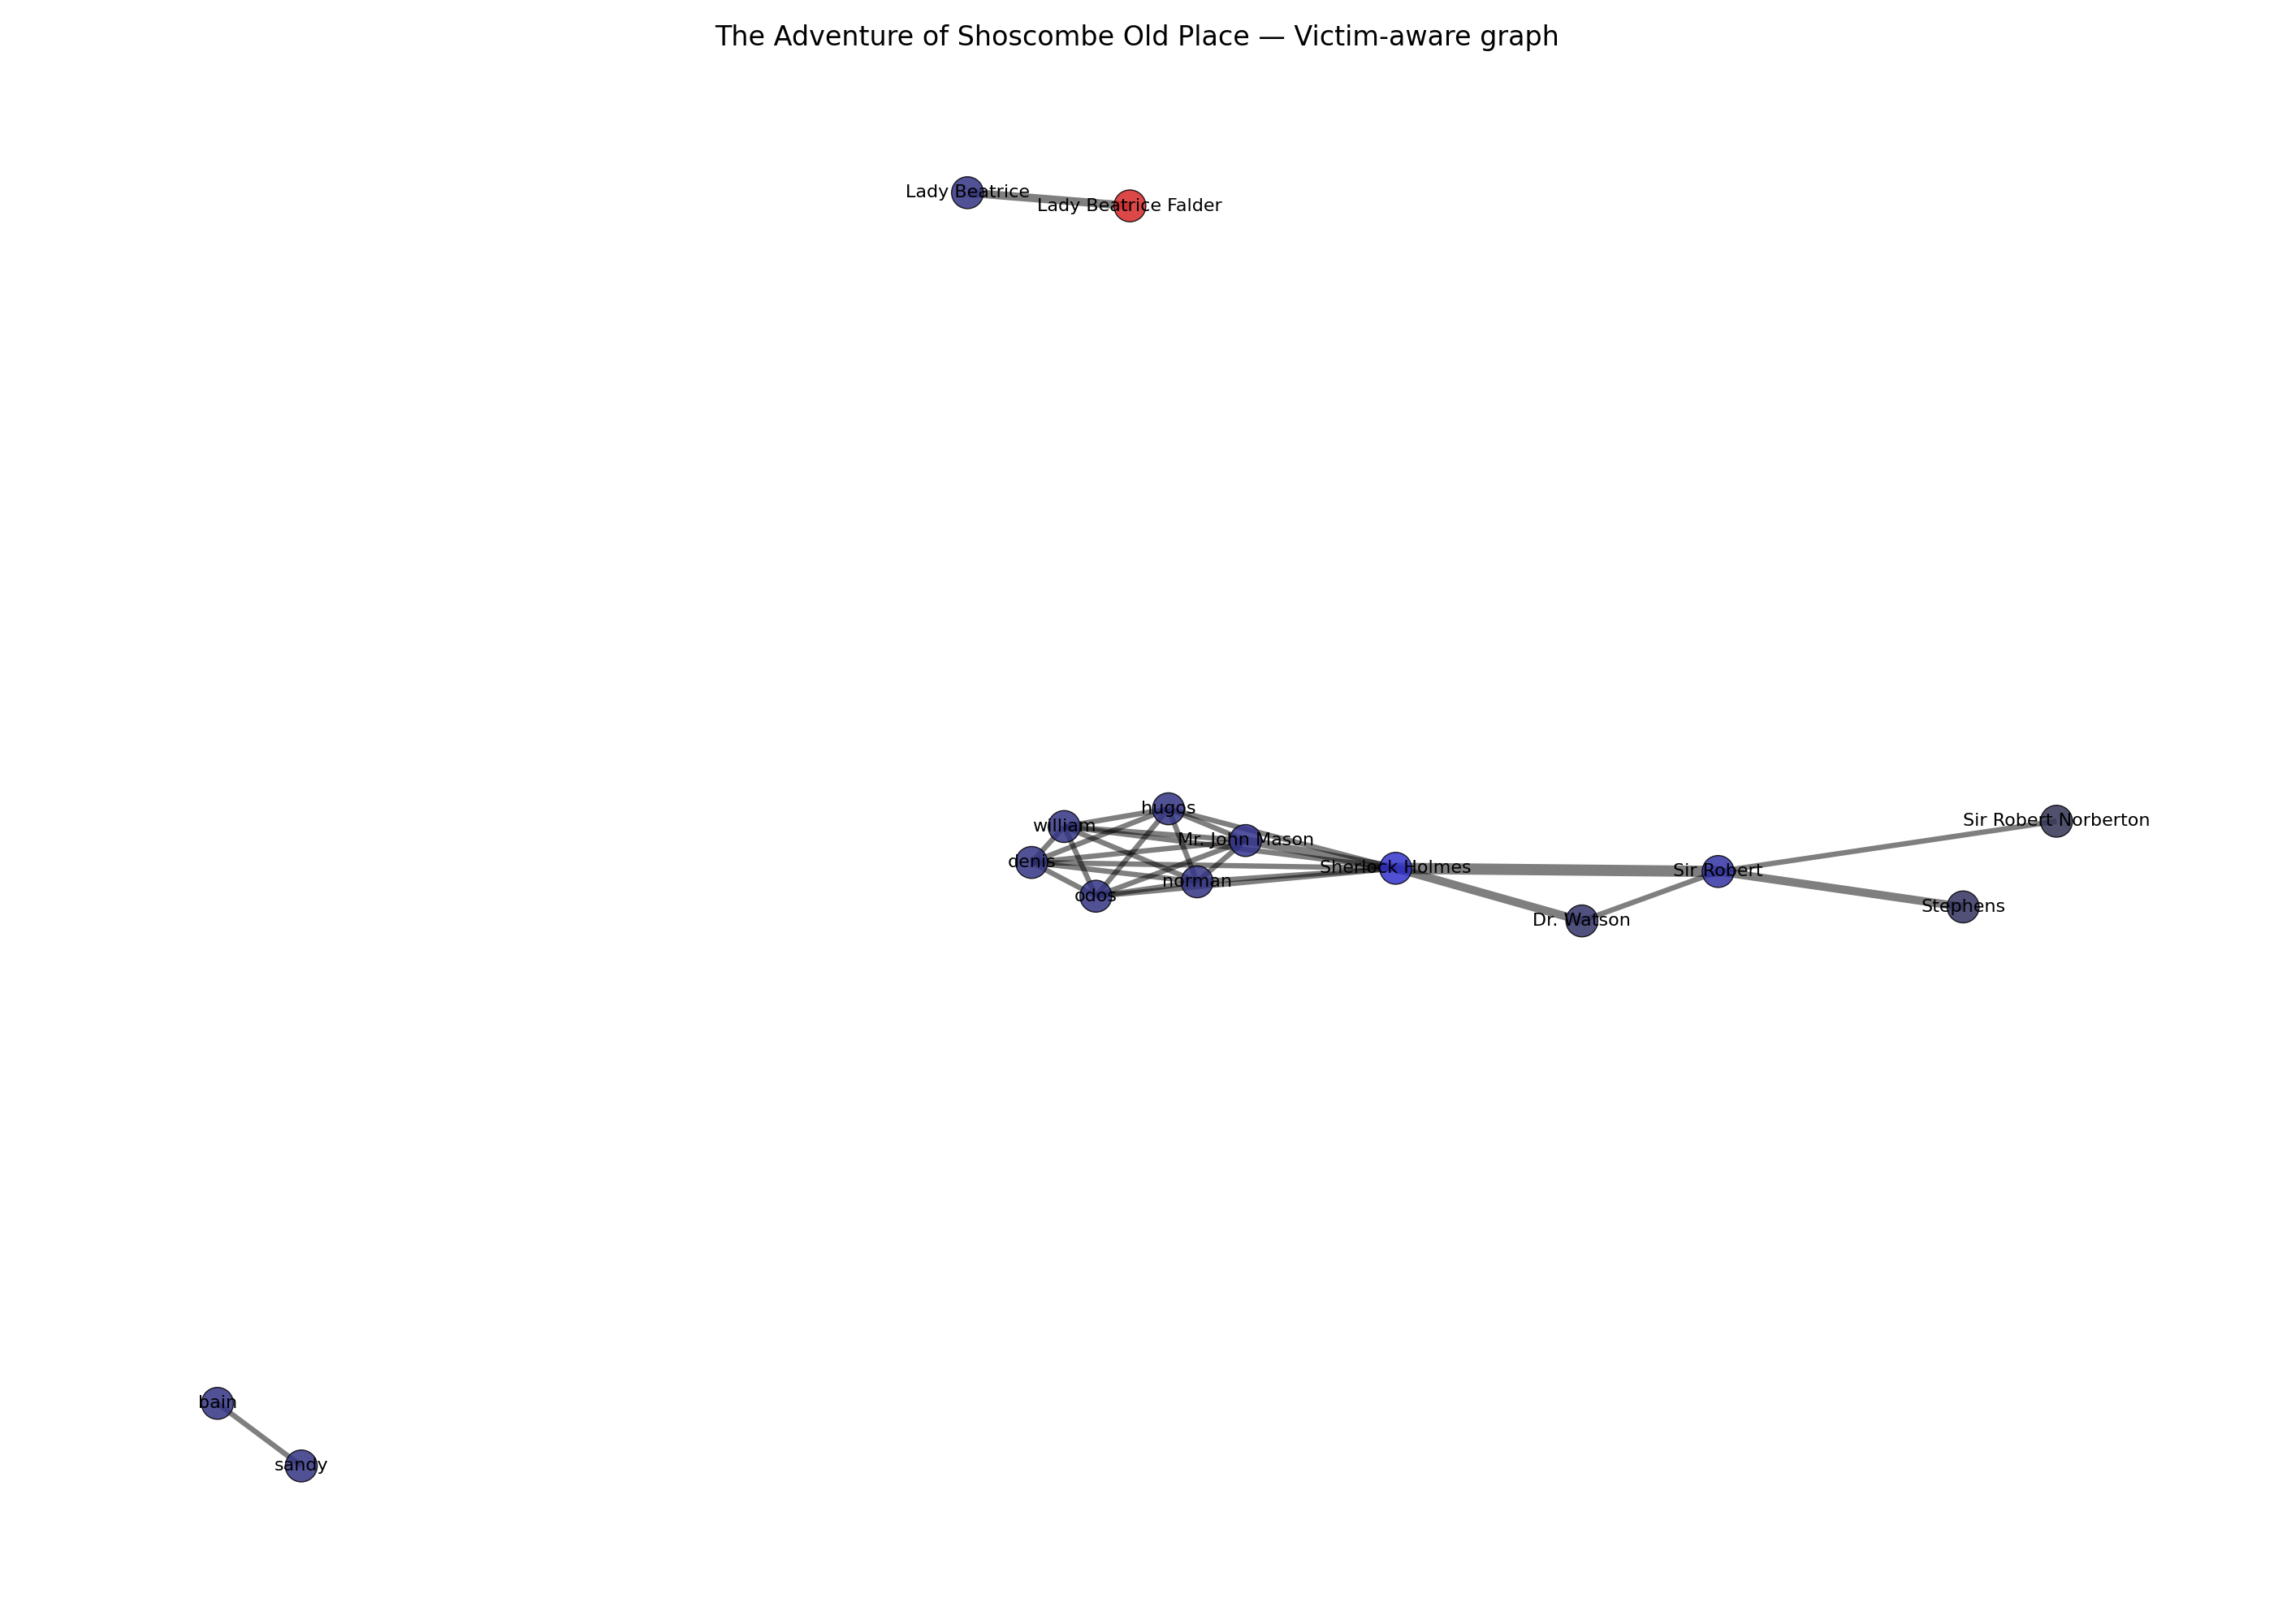 The Adventure of Shoscombe Old Place — Victim-aware graph
Lady Beatrice
Lady Beatrice Falder
hugos
william
Mr. John Mason
denis
norman
odos
Sherlock Holmes
Sir Robert
Dr. Watson
Sir Robert Norberton
Stephens
bain
sandy